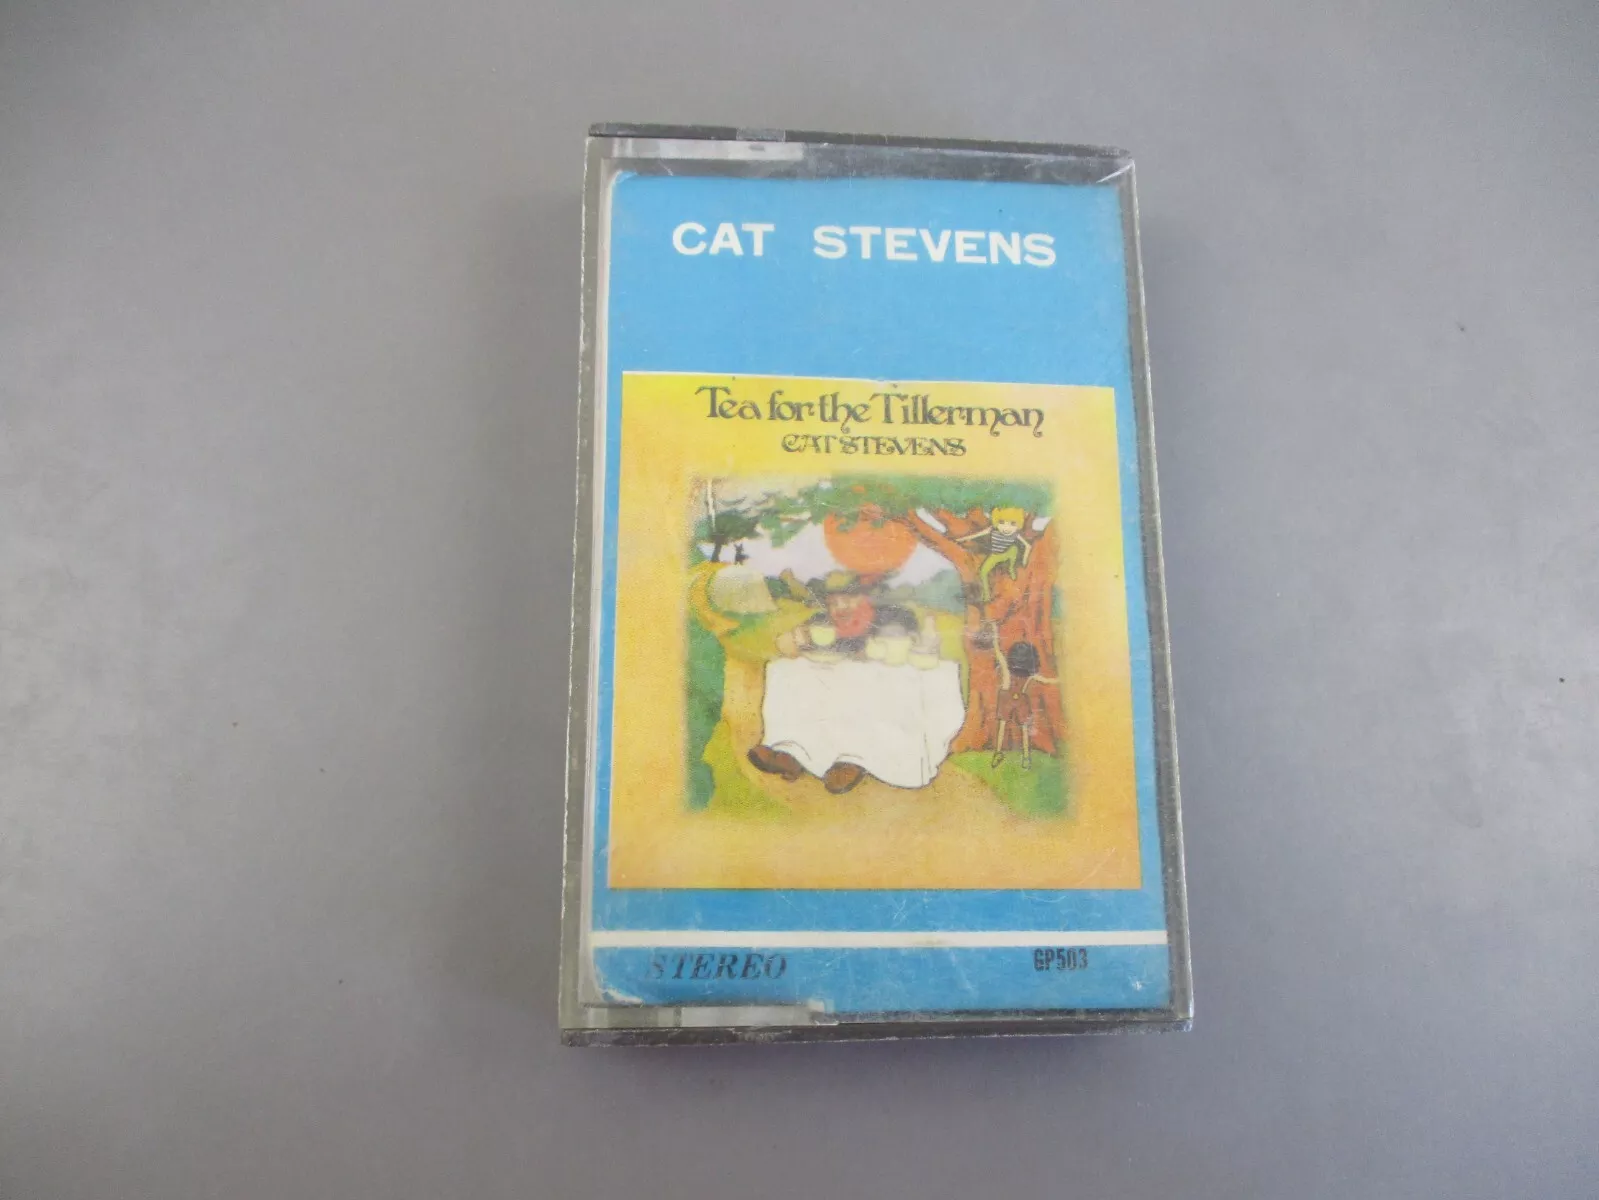 CAT STEVENS
Tea for the Tillerman
CAT STEVENS
STEREO GP503